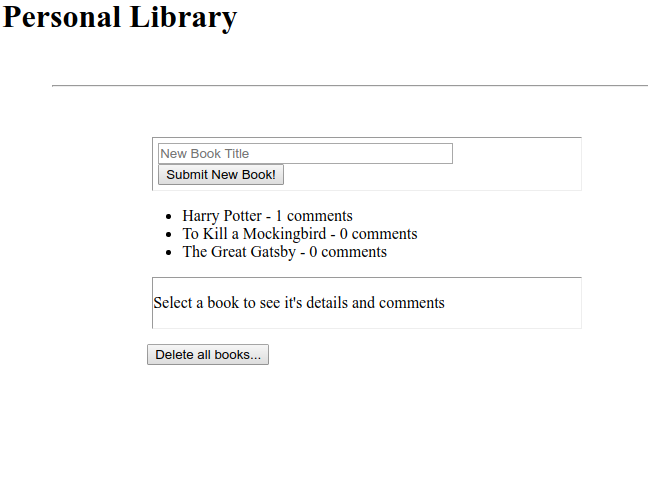 Personal Library
New Book Title
Submit New Book!
Harry Potter - 1 comments
To Kill a Mockingbird - 0 comments
The Great Gatsby - 0 comments
Select a book to see it's details and comments
Delete all books...